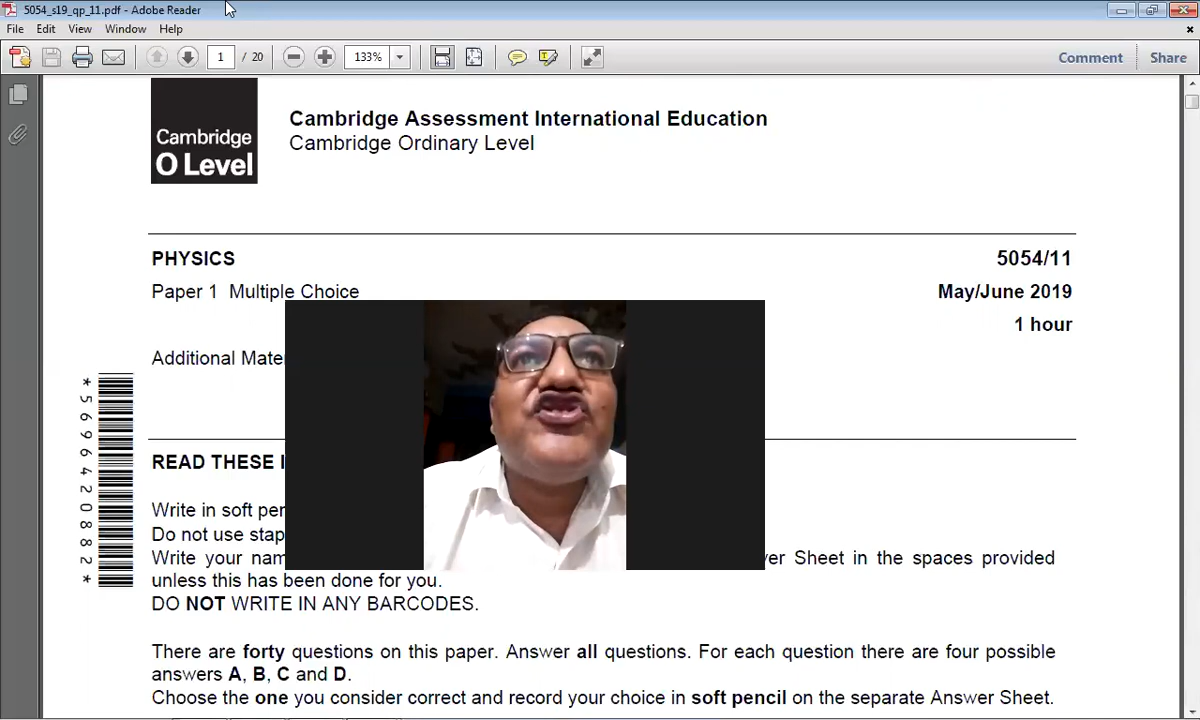 5054_s19_qp_11.pdf - Adobe Reader
File Edit View Window Help
1 / 20 133% Comment Share
Cambridge
O Level
Cambridge Assessment International Education
Cambridge Ordinary Level
PHYSICS 5054/11
Paper 1 Multiple Choice May/June 2019
1 hour
Additional
*5696420882*
READ THESE
Write in soft
Do not use
Write your Sheet in the spaces provided
unless this has been done for you.
DO NOT WRITE IN ANY BARCODES.
There are forty questions on this paper. Answer all questions. For each question there are four possible
answers A, B, C and D.
Choose the one you consider correct and record your choice in soft pencil on the separate Answer Sheet.